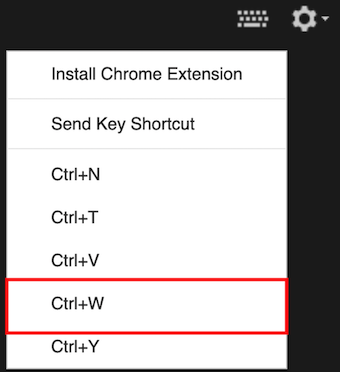 Install Chrome Extension
Send Key Shortcut
Ctrl+N
Ctrl+T
Ctrl+V
Ctrl+W
Ctrl+Y